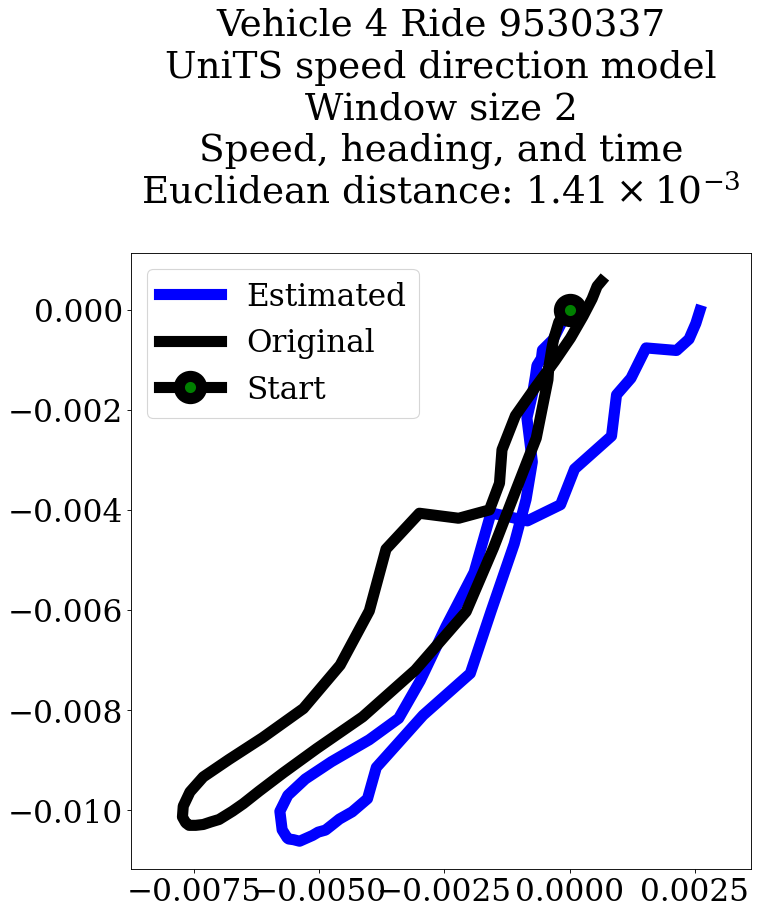 Vehicle 4 Ride 9530337
UniTS speed direction model
Window size 2
Speed, heading, and time
Euclidean distance: 1.41 × 10⁻³
Estimated
Original
Start
0.000
−0.002
−0.004
−0.006
−0.008
−0.010
−0.0075 −0.0050 −0.0025 0.0000 0.0025